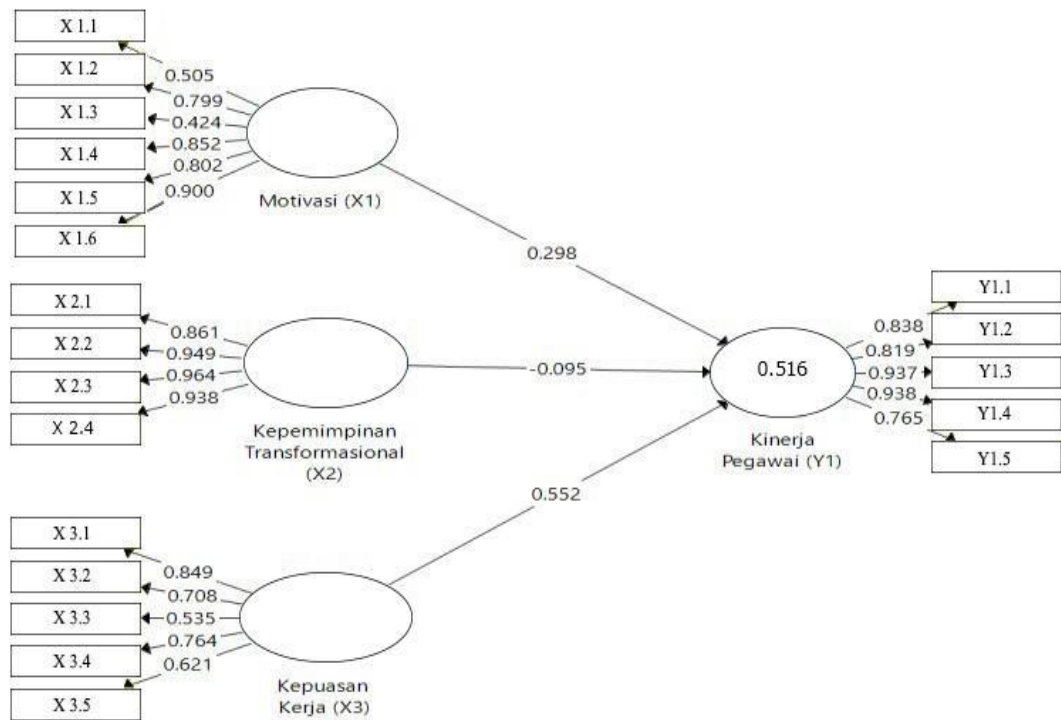 X 1.1
X 1.2
X 1.3
X 1.4
X 1.5
X 1.6
0.505
0.799
0.424
0.852
0.802
0.900
Motivasi (X1)
0.298
X 2.1
X 2.2
X 2.3
X 2.4
0.861
0.949
0.964
0.938
Kepemimpinan
Transformasional
(X2)
-0.095
X 3.1
X 3.2
X 3.3
X 3.4
X 3.5
0.849
0.708
0.535
0.764
0.621
Kepuasan
Kerja (X3)
0.552
0.516
Kinerja
Pegawai (Y1)
0.838
0.819
0.937
0.938
0.765
Y1.1
Y1.2
Y1.3
Y1.4
Y1.5